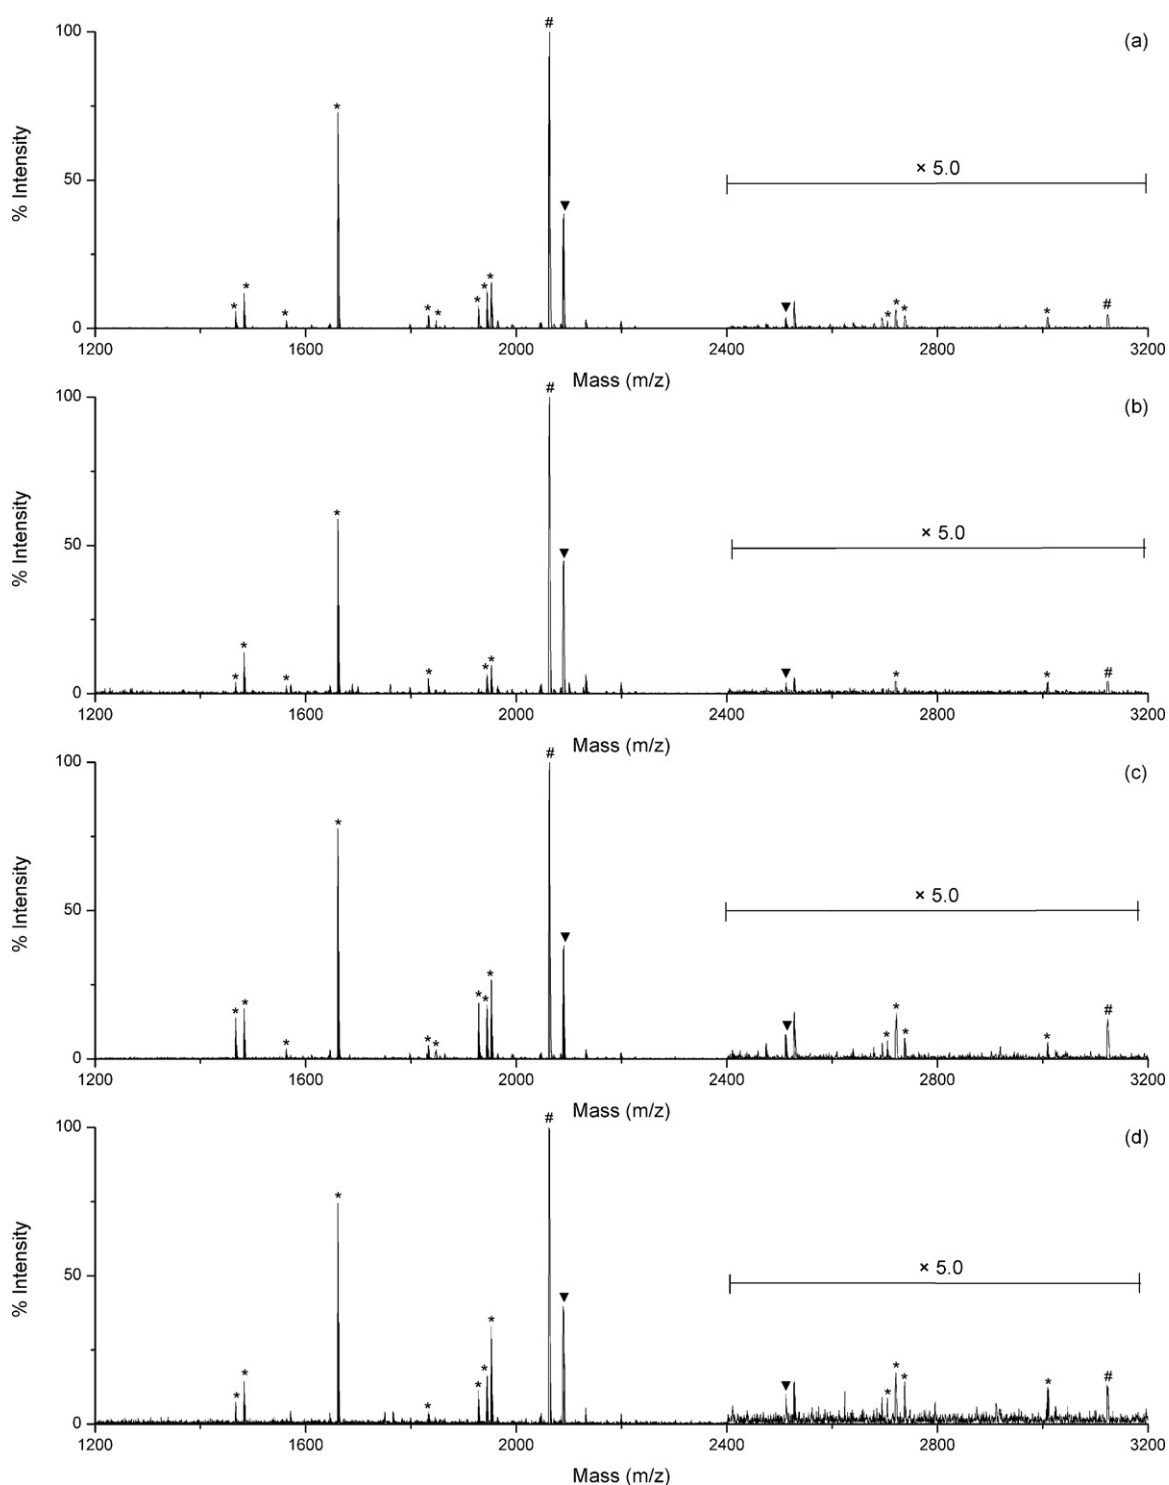 #
100
(a)
*
% Intensity
× 5.0
50
▼
* * * * * * * * ▼ * * * * #
0
1200 1600 2000 2400 2800 3200
Mass (m/z)
#
100
(b)
*
% Intensity
× 5.0
50
▼
* * * * * * ▼ * * #
0
1200 1600 2000 2400 2800 3200
Mass (m/z)
#
100
(c)
*
% Intensity
× 5.0
50
▼
* * * * * * * * ▼ * * * * #
0
1200 1600 2000 2400 2800 3200
Mass (m/z)
#
100
(d)
*
% Intensity
× 5.0
50
▼
* * * * * * ▼ * * * * #
0
1200 1600 2000 2400 2800 3200
Mass (m/z)